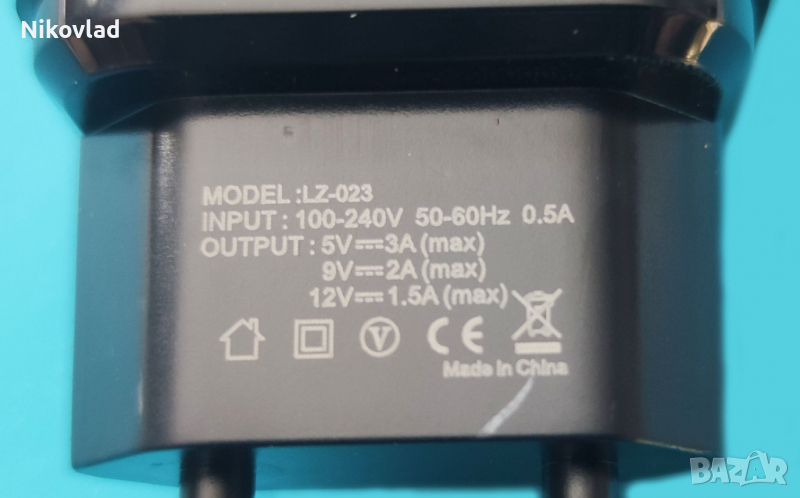 Nikovlad
MODEL :LZ-023
INPUT : 100-240V 50-60Hz 0.5A
OUTPUT : 5V⎓3A (max)
9V⎓2A (max)
12V⎓1.5A (max)
V CE
Made in China
BAZAR